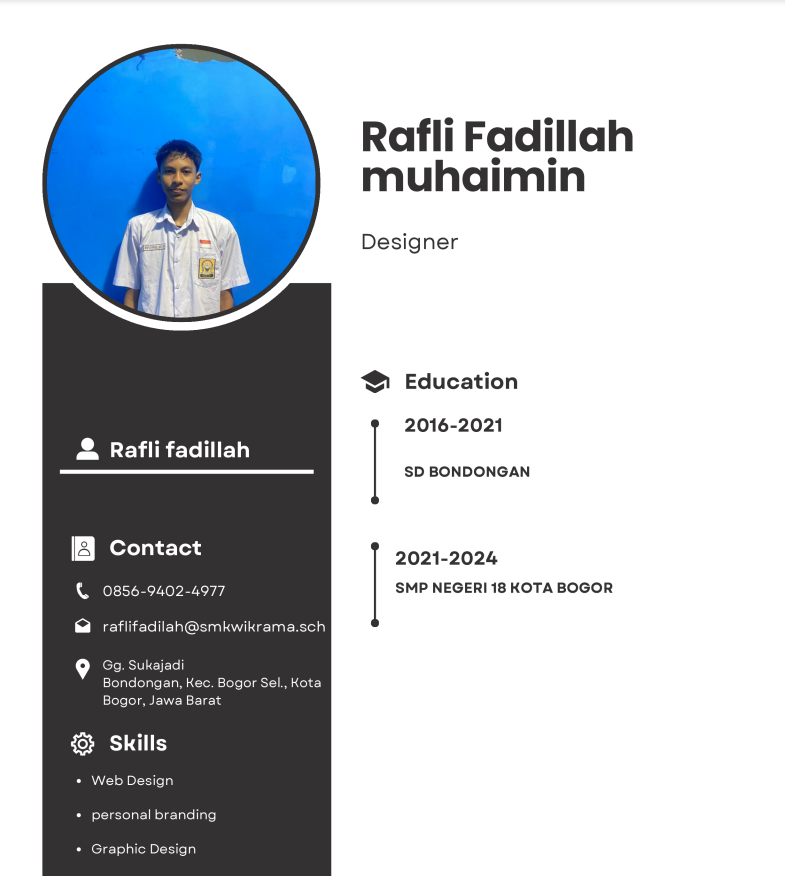 Rafli Fadillah
muhaimin
Designer
Rafli fadillah
Contact
0856-9402-4977
raflifadilah@smkwikrama.sch
Gg. Sukajadi
Bondongan, Kec. Bogor Sel., Kota
Bogor, Jawa Barat
Skills
• Web Design
• personal branding
• Graphic Design
Education
2016-2021
SD BONDONGAN
2021-2024
SMP NEGERI 18 KOTA BOGOR